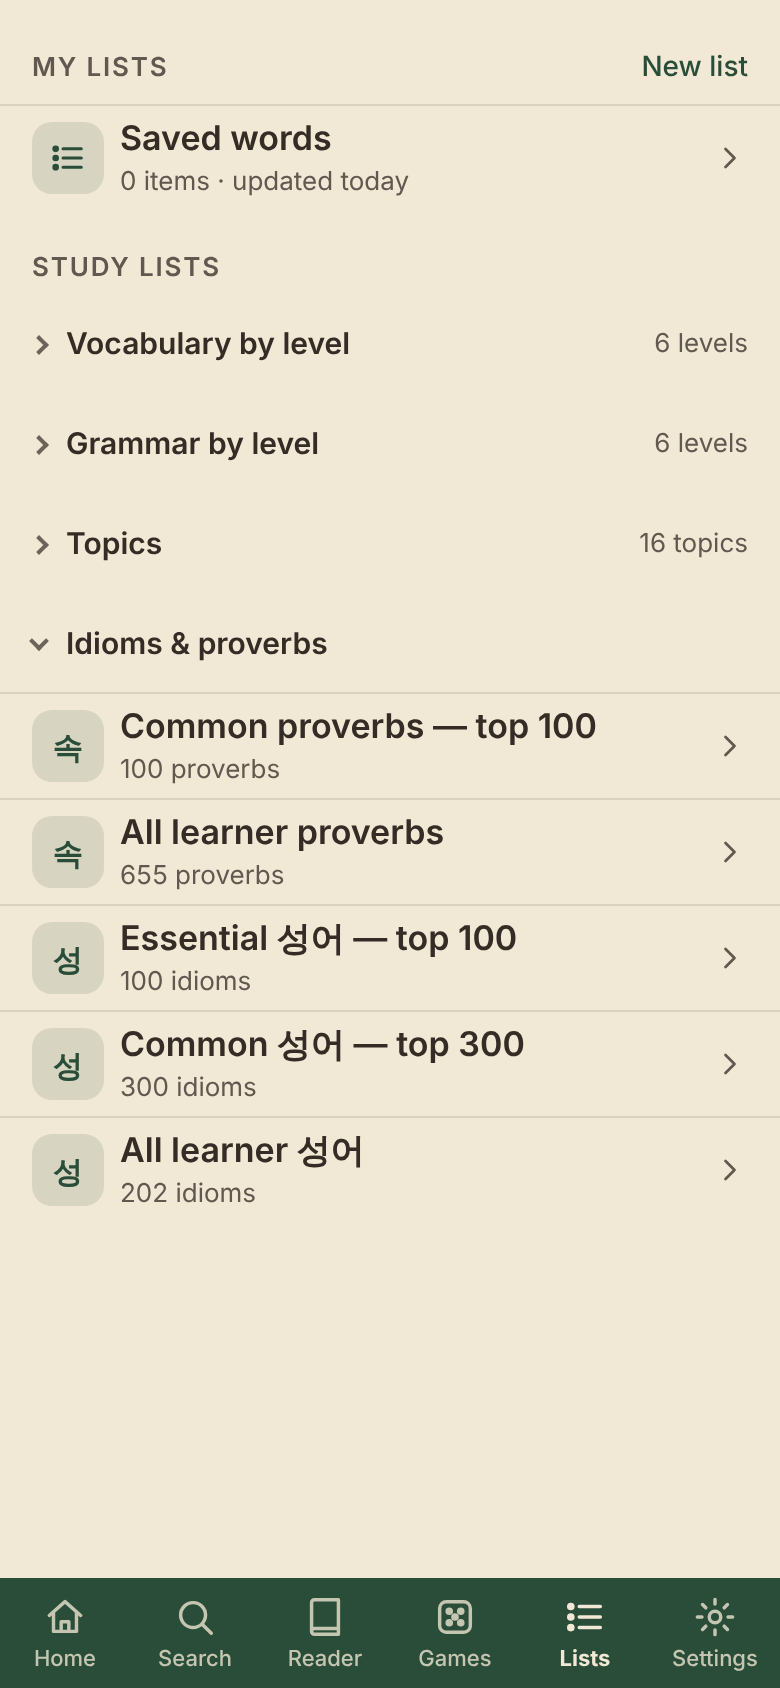 MY LISTS
New list
Saved words
0 items · updated today
STUDY LISTS
Vocabulary by level
6 levels
Grammar by level
6 levels
Topics
16 topics
Idioms & proverbs
속
Common proverbs — top 100
100 proverbs
속
All learner proverbs
655 proverbs
성
Essential 성어 — top 100
100 idioms
성
Common 성어 — top 300
300 idioms
성
All learner 성어
202 idioms
Home
Search
Reader
Games
Lists
Settings